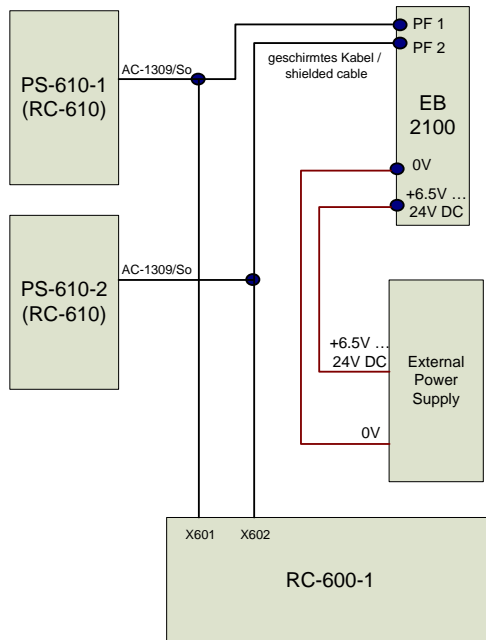 PS-610-1
(RC-610)
AC-1309/So
geschirmtes Kabel /
shielded cable
PF 1
PF 2
EB
2100
0V
+6.5V ...
24V DC
PS-610-2
(RC-610)
AC-1309/So
+6.5V ...
24V DC
0V
External
Power
Supply
X601
X602
RC-600-1